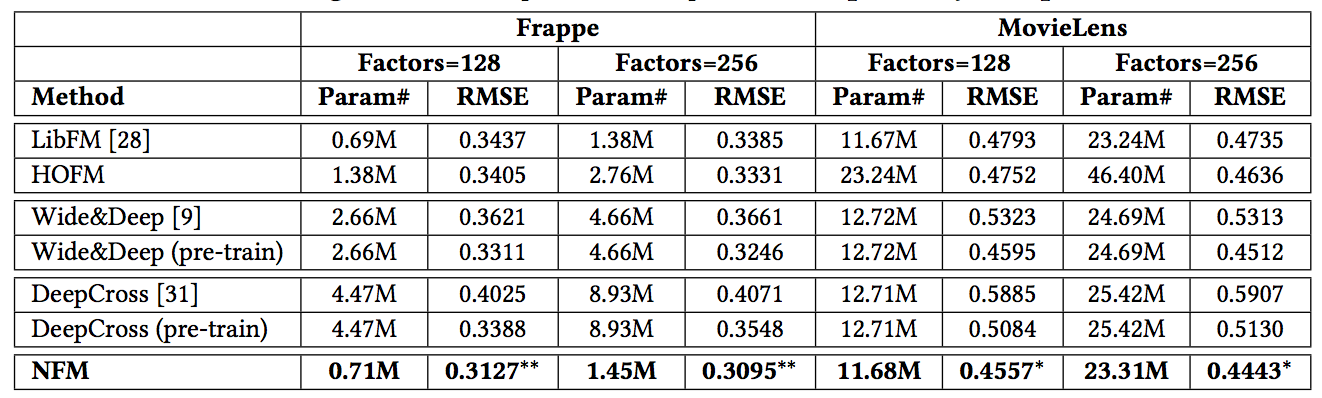 Frappe MovieLens
Factors=128 Factors=256 Factors=128 Factors=256
Method Param# RMSE Param# RMSE Param# RMSE Param# RMSE
LibFM [28] 0.69M 0.3437 1.38M 0.3385 11.67M 0.4793 23.24M 0.4735
HOFM 1.38M 0.3405 2.76M 0.3331 23.24M 0.4752 46.40M 0.4636
Wide&Deep [9] 2.66M 0.3621 4.66M 0.3661 12.72M 0.5323 24.69M 0.5313
Wide&Deep (pre-train) 2.66M 0.3311 4.66M 0.3246 12.72M 0.4595 24.69M 0.4512
DeepCross [31] 4.47M 0.4025 8.93M 0.4071 12.71M 0.5885 25.42M 0.5907
DeepCross (pre-train) 4.47M 0.3388 8.93M 0.3548 12.71M 0.5084 25.42M 0.5130
NFM 0.71M 0.3127** 1.45M 0.3095** 11.68M 0.4557* 23.31M 0.4443*